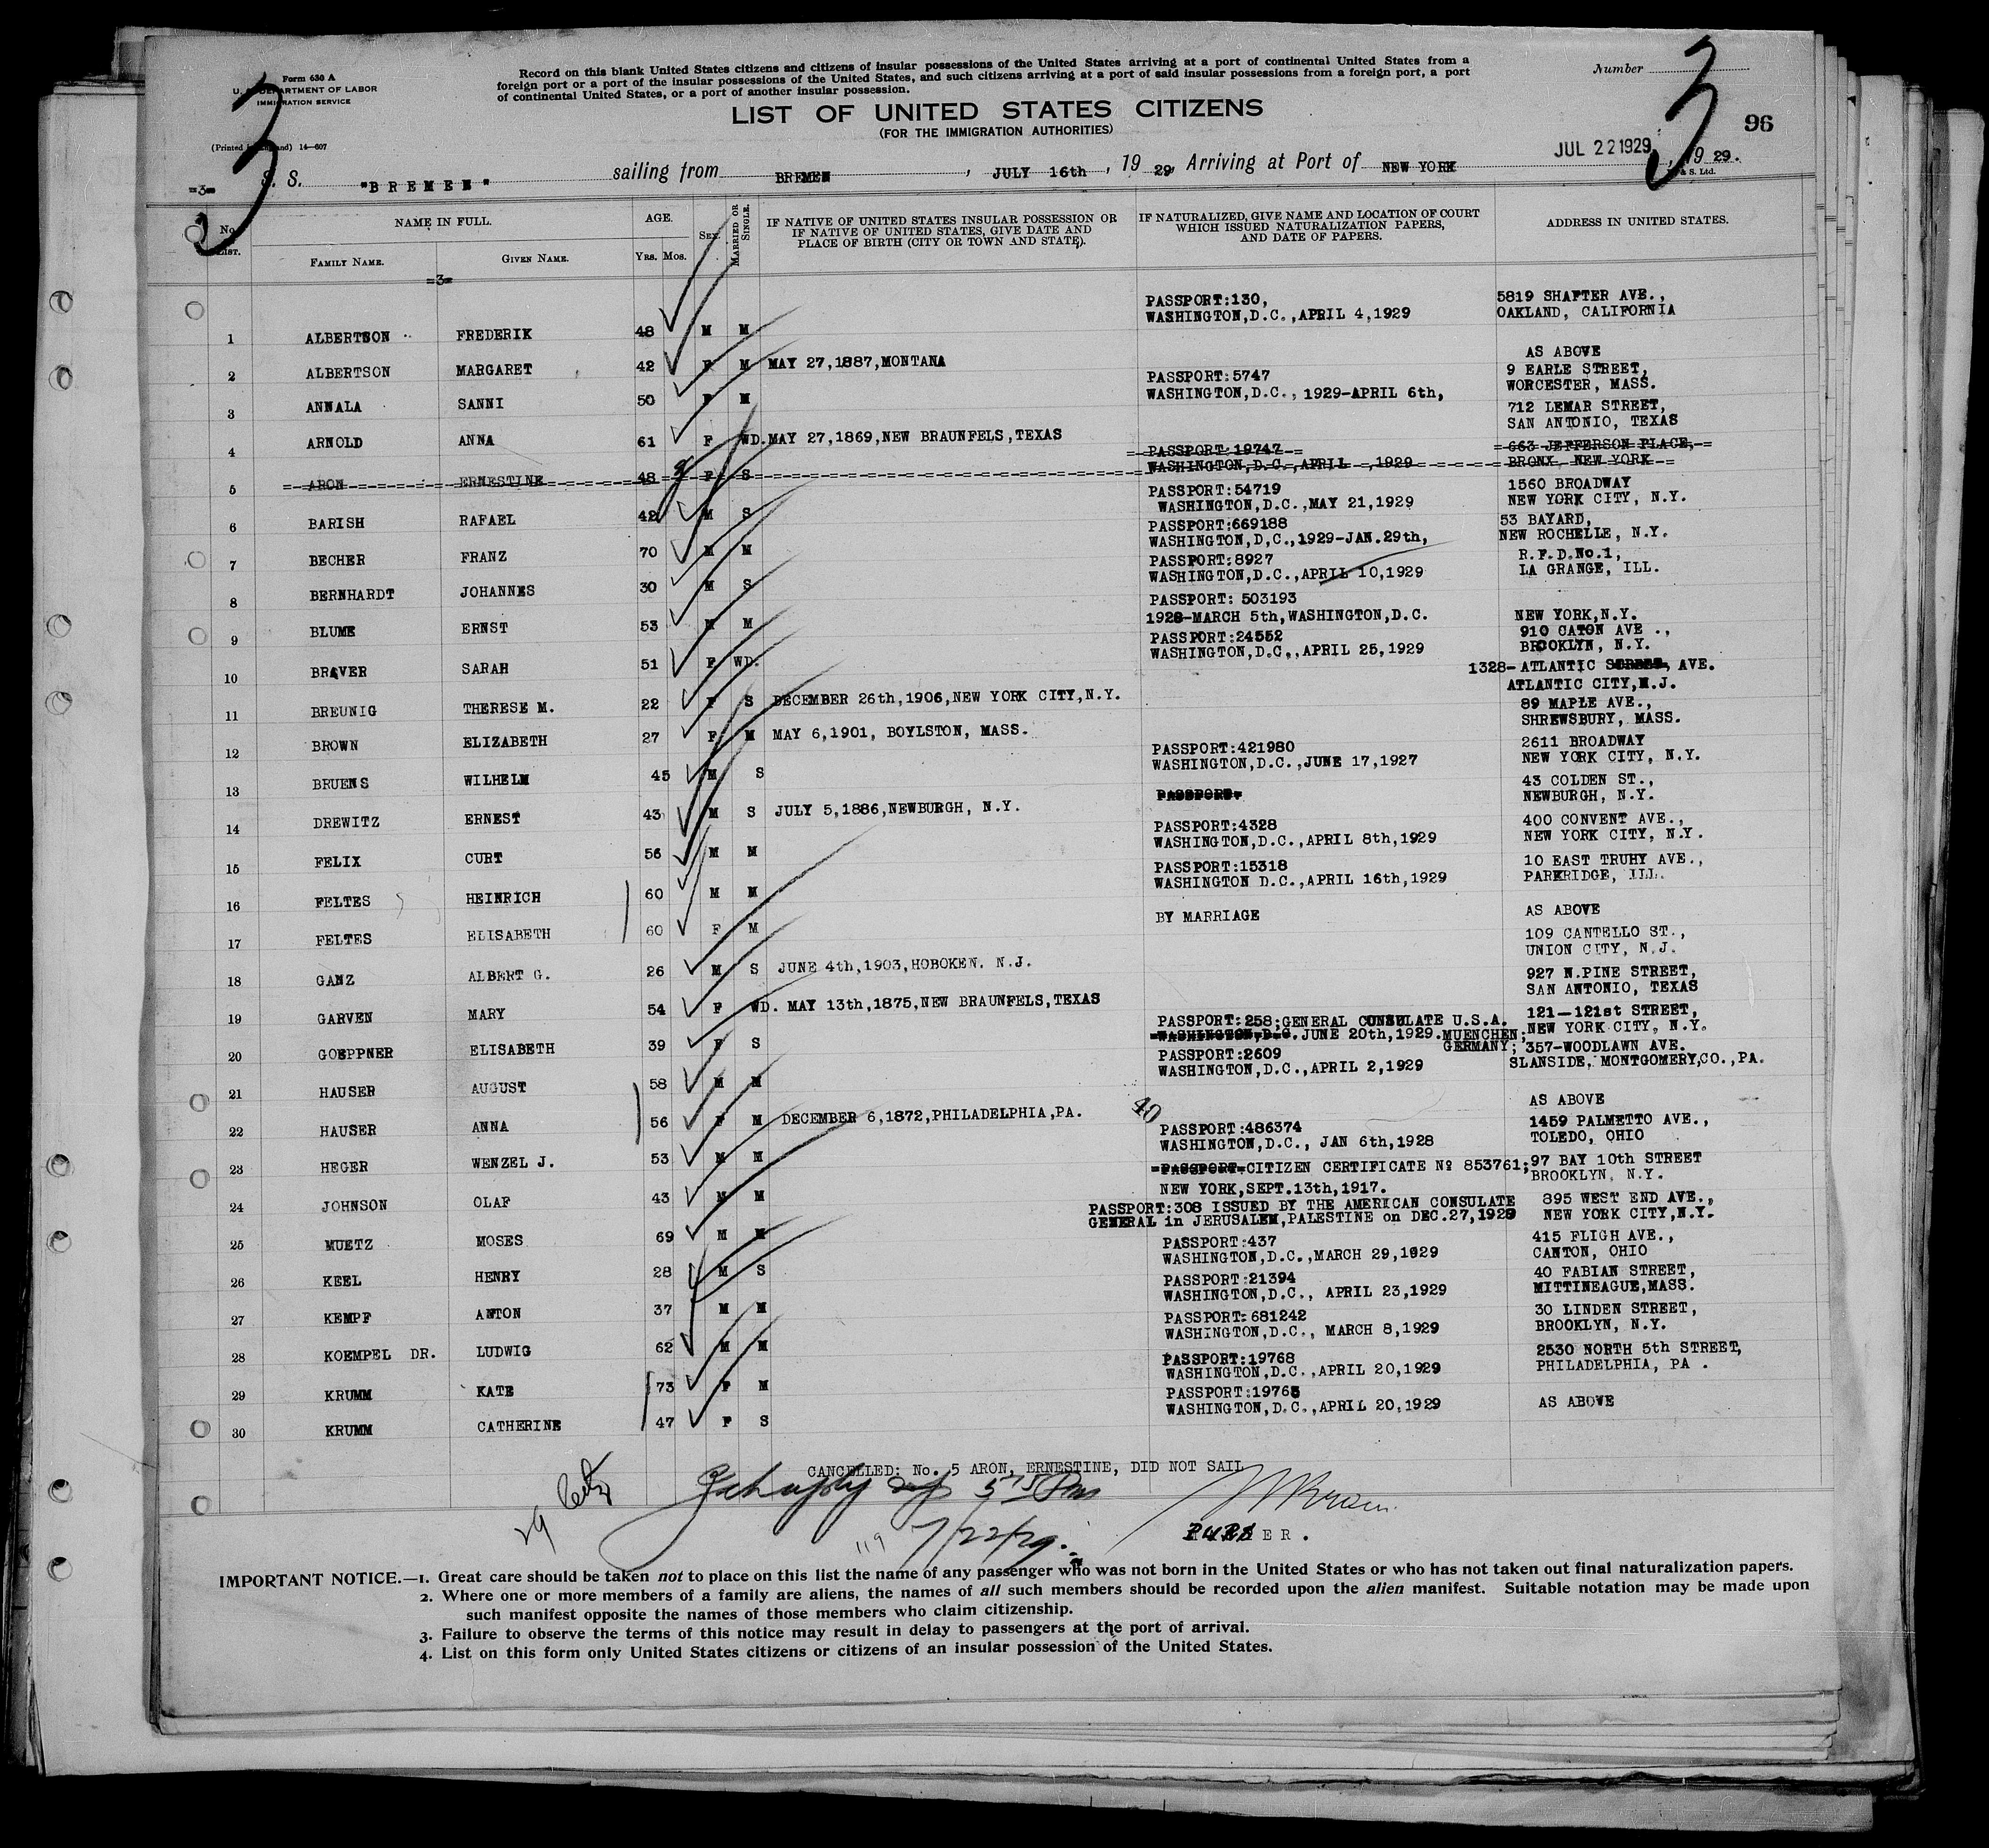 Form 630 A
U. S. DEPARTMENT OF LABOR
IMMIGRATION SERVICE
(Printed in England) 14—607
Record on this blank United States citizens and citizens of insular possessions of the United States arriving at a port of continental United States from a
foreign port or a port of the insular possessions of the United States, and such citizens arriving at a port of said insular possessions from a foreign port, a port
of continental United States, or a port of another insular possession.
Number
3
3
96
LIST OF UNITED STATES CITIZENS
(FOR THE IMMIGRATION AUTHORITIES)
JUL 22 1929
=3= S. S. "BREMEN" sailing from BREMEN, JULY 16th, 1929, Arriving at Port of NEW YORK, 1929.
& S. Ltd.
No. LIST. NAME IN FULL. FAMILY NAME. GIVEN NAME. AGE. YRS. MOS. SEX. MARRIED OR SINGLE. IF NATIVE OF UNITED STATES INSULAR POSSESSION OR IF NATIVE OF UNITED STATES, GIVE DATE AND PLACE OF BIRTH (CITY OR TOWN AND STATE). IF NATURALIZED, GIVE NAME AND LOCATION OF COURT WHICH ISSUED NATURALIZATION PAPERS, AND DATE OF PAPERS. ADDRESS IN UNITED STATES.
=3=
1 ALBERTSON FREDERIK 48 M M PASSPORT:130, WASHINGTON,D.C.,APRIL 4,1929 5819 SHAFTER AVE., OAKLAND, CALIFORNIA
2 ALBERTSON MARGARET 42 F M MAY 27,1887,MONTANA AS ABOVE
3 ANNALA SANNI 50 F M PASSPORT:5747 WASHINGTON,D.C., 1929-APRIL 6th, 9 EARLE STREET, WORCESTER, MASS.
4 ARNOLD ANNA 61 F WD. MAY 27,1869,NEW BRAUNFELS,TEXAS 712 LEMAR STREET, SAN ANTONIO, TEXAS
5 ARON ERNESTINE 48 F S PASSPORT:19747 WASHINGTON,D.C.,APRIL ,1929 663 JEFFERSON PLACE, BRONX, NEW YORK
6 BARISH RAFAEL 42 M S PASSPORT:54719 WASHINGTON,D.C.,MAY 21,1929 1560 BROADWAY NEW YORK CITY, N.Y.
7 BECHER FRANZ 70 M M PASSPORT:669188 WASHINGTON,D,C.,1929-JAN.29th, 53 BAYARD, NEW ROCHELLE, N.Y.
8 BERNHARDT JOHANNES 30 M S PASSPORT:8927 WASHINGTON,D.C.,APRIL 10,1929 R.F.D.No.1, LA GRANGE, ILL.
9 BLUME ERNST 53 M M PASSPORT: 503193 1928-MARCH 5th,WASHINGTON,D.C. NEW YORK,N.Y.
10 BRAVER SARAH 51 F WD. PASSPORT:24552 WASHINGTON,D.C.,APRIL 25,1929 910 CATON AVE ., BROOKLYN, N.Y.
11 BREUNIG THERESE M. 22 F S DECEMBER 26th,1906,NEW YORK CITY,N.Y. 1328-ATLANTIC STREET, AVE. ATLANTIC CITY,N.J.
12 BROWN ELIZABETH 27 F M MAY 6,1901, BOYLSTON, MASS. 89 MAPLE AVE., SHREWSBURY, MASS.
13 BRUENS WILHELM 45 M S PASSPORT:421980 WASHINGTON,D.C.,JUNE 17,1927 2611 BROADWAY NEW YORK CITY, N.Y.
14 DREWITZ ERNEST 43 M S JULY 5,1886,NEWBURGH, N.Y. PASSPORT: 43 COLDEN ST., NEWBURGH, N.Y.
15 FELIX CURT 56 M M PASSPORT:4328 WASHINGTON,D.C.,APRIL 8th,1929 400 CONVENT AVE., NEW YORK CITY, N.Y.
16 FELTES HEINRICH 60 M M PASSPORT:15318 WASHINGTON D.C.,APRIL 16th,1929 10 EAST TRUHY AVE., PARKRIDGE, ILL.
17 FELTES ELISABETH 60 F M BY MARRIAGE AS ABOVE
18 GANZ ALBERT G. 26 M S JUNE 4th,1903,HOBOKEN. N.J. 109 CANTELLO ST., UNION CITY, N.J.
19 GARVEN MARY 54 F WD. MAY 13th,1875,NEW BRAUNFELS,TEXAS 927 N.PINE STREET, SAN ANTONIO, TEXAS
20 GOEPPNER ELISABETH 39 F S PASSPORT:258;GENERAL CONSULATE U.S.A. WASHINGTON,D.C. JUNE 20th,1929.MUENCHEN; GERMANY; 121—121st STREET, NEW YORK CITY, N.Y.
21 HAUSER AUGUST 58 M M PASSPORT:2609 WASHINGTON,D.C.,APRIL 2,1929 357-WOODLAWN AVE. SLANSIDE, MONTGOMERY,CO.,PA.
22 HAUSER ANNA 56 F M DECEMBER 6,1872,PHILADELPHIA,PA. 40 AS ABOVE
23 HEGER WENZEL J. 53 M M PASSPORT:486374 WASHINGTON,D.C., JAN 6th,1928 1459 PALMETTO AVE., TOLEDO, OHIO
24 JOHNSON OLAF 43 M M PASSPORT CITIZEN CERTIFICATE Nº 853761; NEW YORK,SEPT.13th,1917. 97 BAY 10th STREET BROOKLYN, N.Y.
25 MUETZ MOSES 69 M M PASSPORT:308 ISSUED BY THE AMERICAN CONSULATE GENERAL in JERUSALEM,PALESTINE on DEC.27,1929 895 WEST END AVE., NEW YORK CITY,N.Y.
26 KEEL HENRY 28 M S PASSPORT:437 WASHINGTON,D.C.,MARCH 29,1929 415 FLIGH AVE., CANTON, OHIO
27 KEMPF ANTON 37 M M PASSPORT:21394 WASHINGTON,D.C., APRIL 23,1929 40 FABIAN STREET, MITTINEAGUE,MASS.
28 KOEMPEL DR. LUDWIG 62 M M PASSPORT:681242 WASHINGTON,D.C., MARCH 8,1929 30 LINDEN STREET, BROOKLYN, N.Y.
29 KRUMM KATE 73 F M PASSPORT:19768 WASHINGTON,D.C.,APRIL 20,1929 2530 NORTH 5th STREET, PHILADELPHIA, PA .
30 KRUMM CATHERINE 47 F S PASSPORT:19765 WASHINGTON,D.C.,APRIL 20,1929 AS ABOVE
CANCELLED: No. 5 ARON, ERNESTINE, DID NOT SAIL
29
7/22/29.
PURSER.
IMPORTANT NOTICE.—1. Great care should be taken not to place on this list the name of any passenger who was not born in the United States or who has not taken out final naturalization papers.
2. Where one or more members of a family are aliens, the names of all such members should be recorded upon the alien manifest. Suitable notation may be made upon
such manifest opposite the names of those members who claim citizenship.
3. Failure to observe the terms of this notice may result in delay to passengers at the port of arrival.
4. List on this form only United States citizens or citizens of an insular possession of the United States.